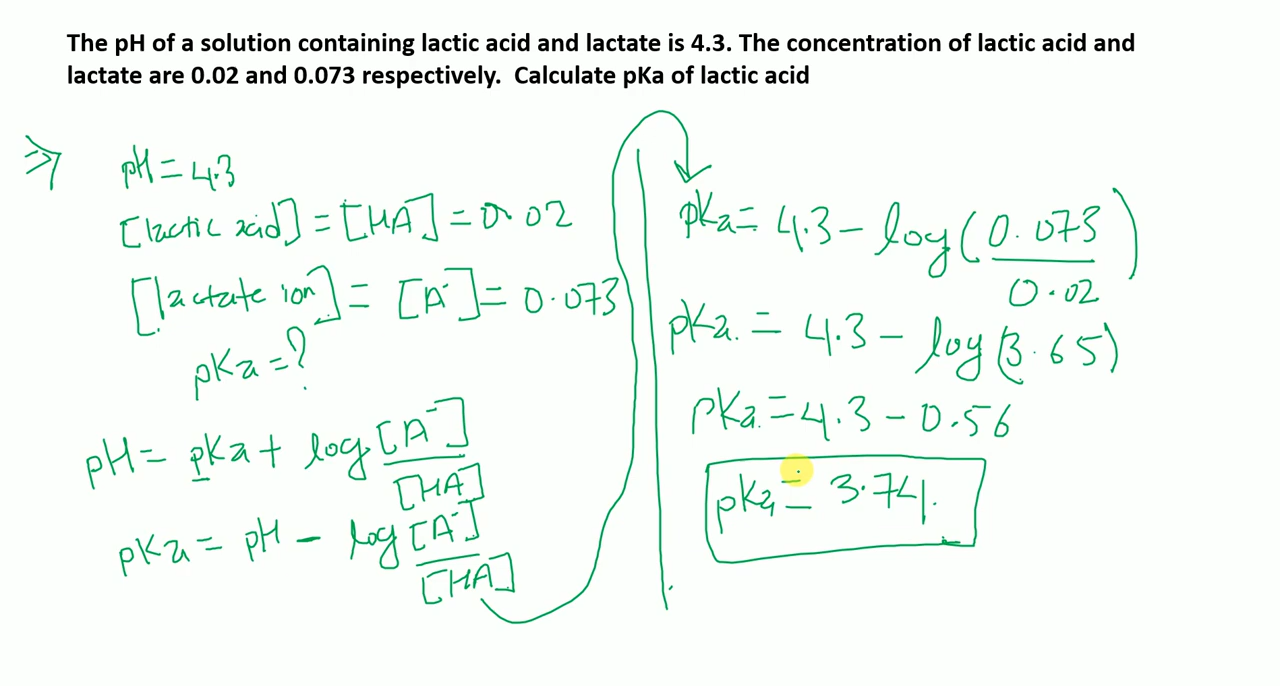 The pH of a solution containing lactic acid and lactate is 4.3. The concentration of lactic acid and
lactate are 0.02 and 0.073 respectively.  Calculate pKa of lactic acid
pH = 4.3
[lactic acid] = [HA] = 0.02
[lactate ion] = [A⁻] = 0.073
pKa = ?
pH = pKa + log [A⁻]/[HA]
pKa = pH - log [A⁻]/[HA]
pKa = 4.3 - log (0.073/0.02)
pKa = 4.3 - log (3.65)
pKa = 4.3 - 0.56
pKa = 3.74.